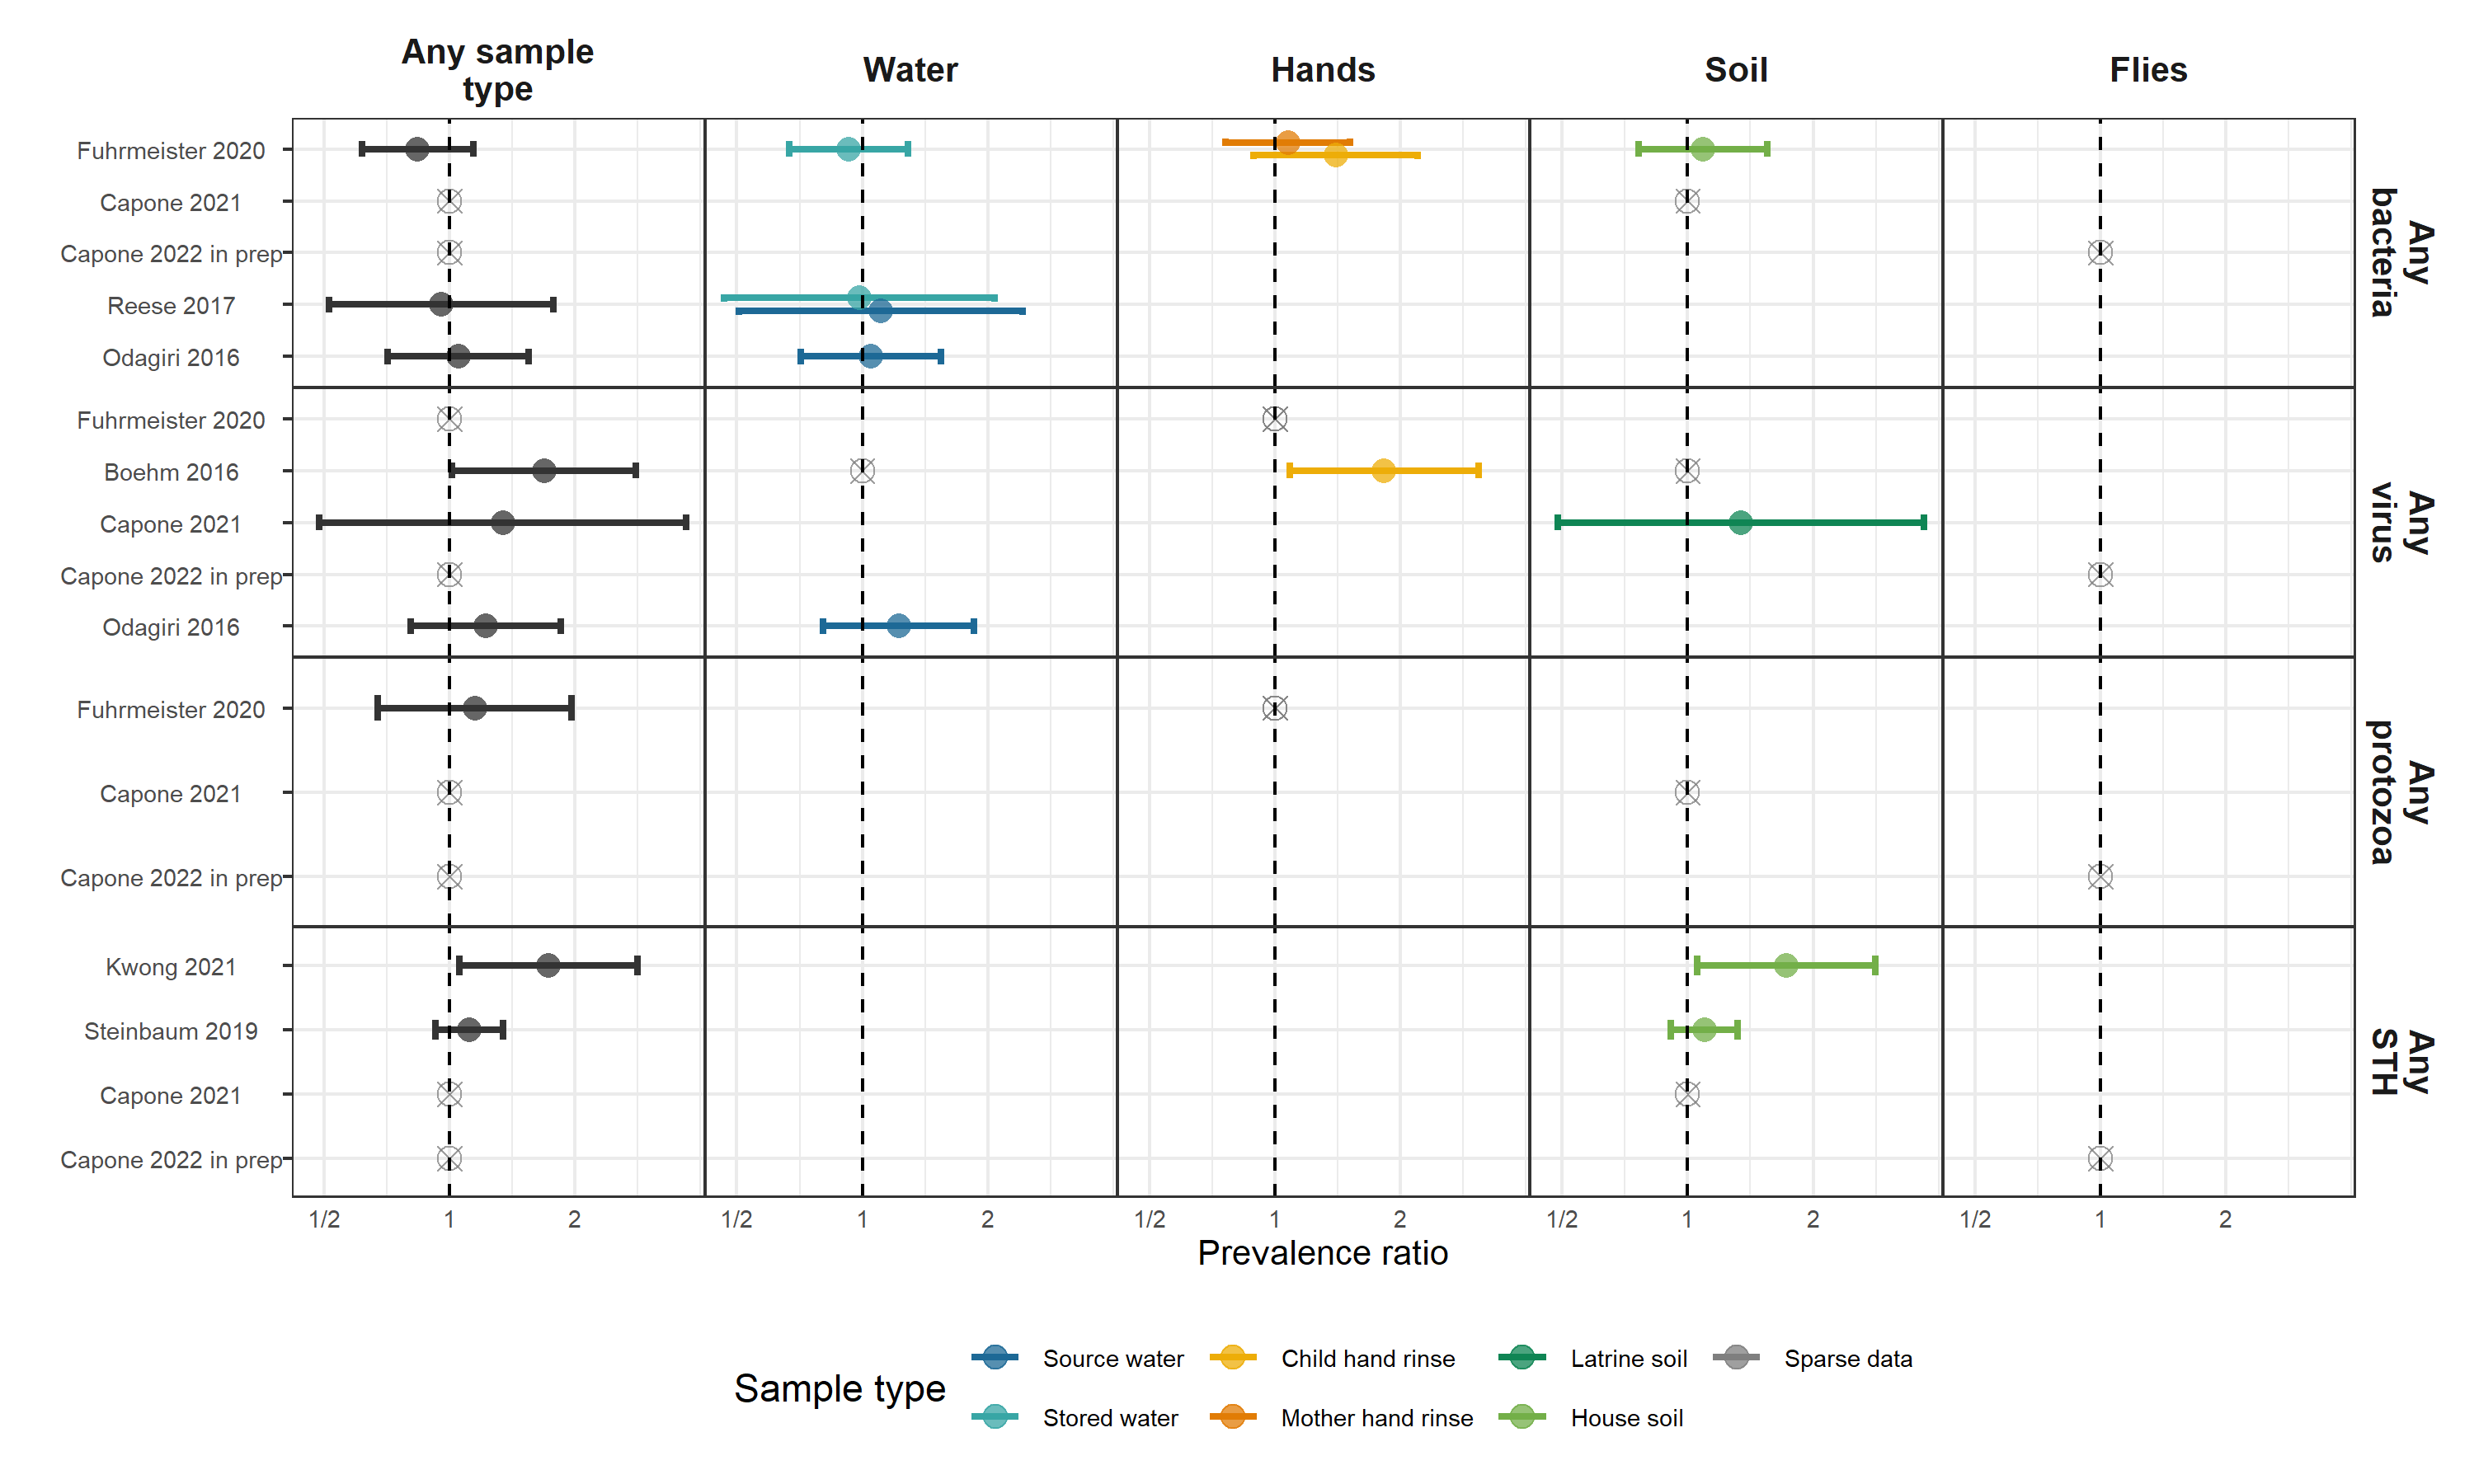 Any sample
type
Water
Hands
Soil
Flies
Fuhrmeister 2020
Capone 2021
Capone 2022 in prep
Reese 2017
Odagiri 2016
Any
bacteria
Fuhrmeister 2020
Boehm 2016
Capone 2021
Capone 2022 in prep
Odagiri 2016
Any
virus
Fuhrmeister 2020
Capone 2021
Capone 2022 in prep
Any
protozoa
Kwong 2021
Steinbaum 2019
Capone 2021
Capone 2022 in prep
Any
STH
1/2 1 2 1/2 1 2 1/2 1 2 1/2 1 2 1/2 1 2
Prevalence ratio
Sample type
Source water Child hand rinse Latrine soil Sparse data
Stored water Mother hand rinse House soil